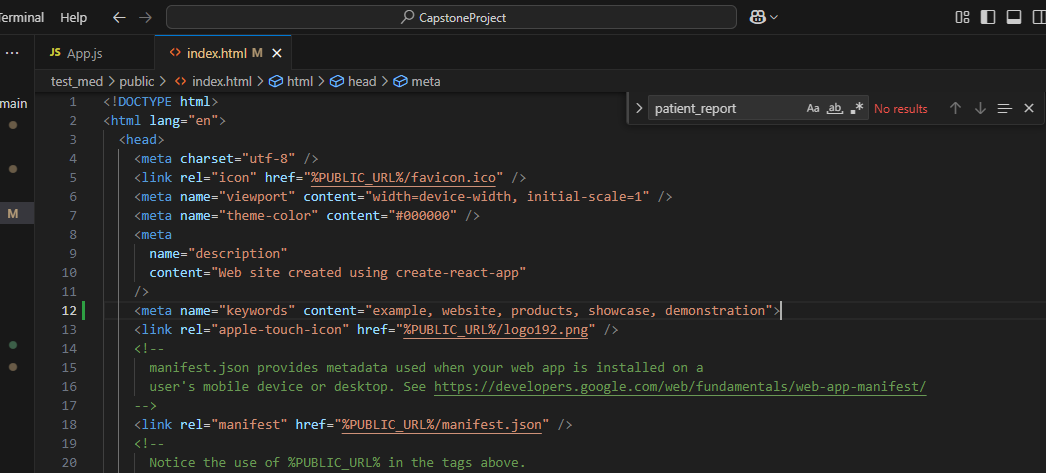 Terminal Help CapstoneProject
... JS App.js <> index.html M
test_med > public > <> index.html > html > head > meta
patient_report Aa ab .* No results
main
M
1 <!DOCTYPE html>
2 <html lang="en">
3 <head>
4 <meta charset="utf-8" />
5 <link rel="icon" href="%PUBLIC_URL%/favicon.ico" />
6 <meta name="viewport" content="width=device-width, initial-scale=1" />
7 <meta name="theme-color" content="#000000" />
8 <meta
9 name="description"
10 content="Web site created using create-react-app"
11 />
12 <meta name="keywords" content="example, website, products, showcase, demonstration">
13 <link rel="apple-touch-icon" href="%PUBLIC_URL%/logo192.png" />
14 <!--
15 manifest.json provides metadata used when your web app is installed on a
16 user's mobile device or desktop. See https://developers.google.com/web/fundamentals/web-app-manifest/
17 -->
18 <link rel="manifest" href="%PUBLIC_URL%/manifest.json" />
19 <!--
20 Notice the use of %PUBLIC_URL% in the tags above.